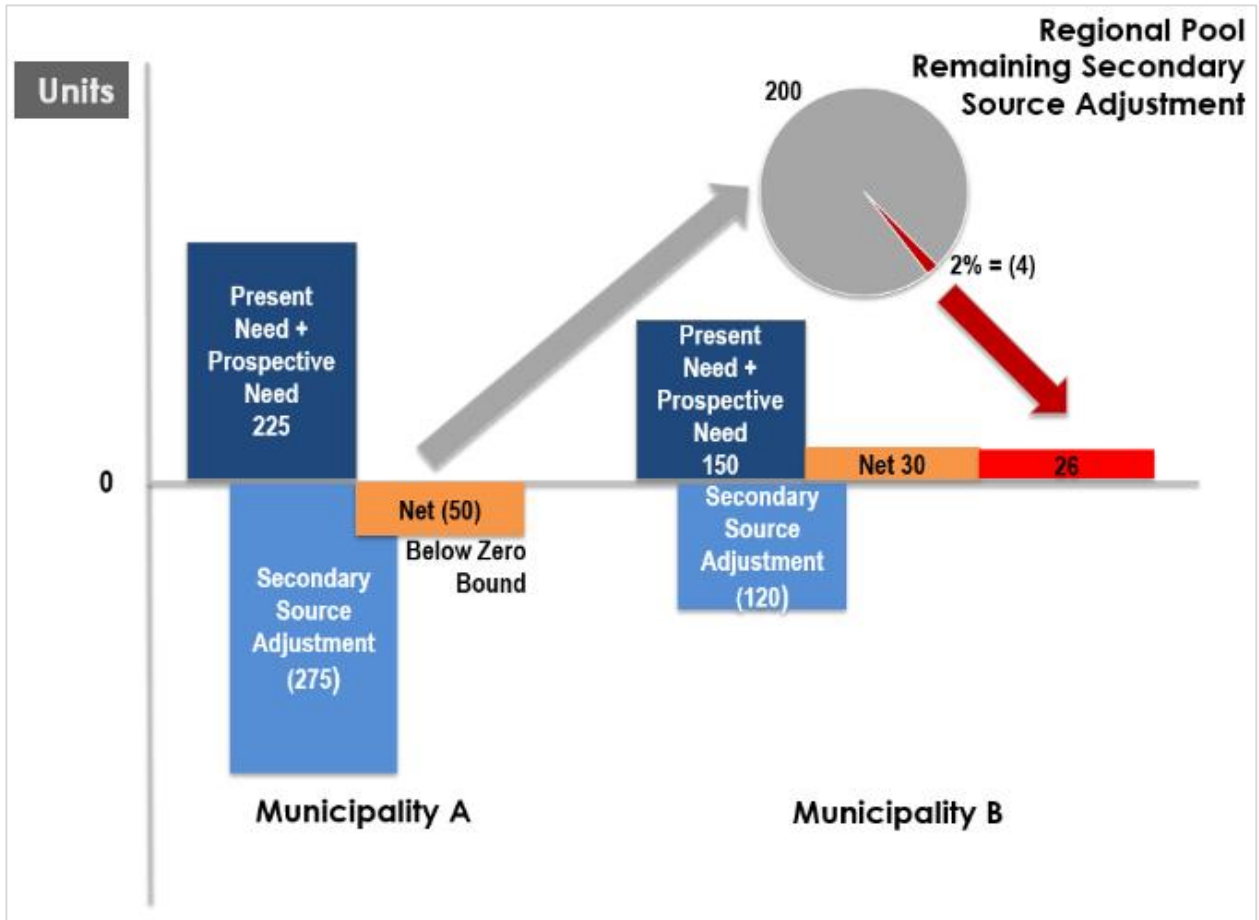 Regional Pool
Remaining Secondary
Source Adjustment
Units
200
2% = (4)
Present
Need +
Prospective
Need
225
Present
Need +
Prospective
Need
150
Net 30
26
0
Net (50)
Below Zero
Bound
Secondary
Source
Adjustment
(275)
Secondary
Source
Adjustment
(120)
Municipality A
Municipality B